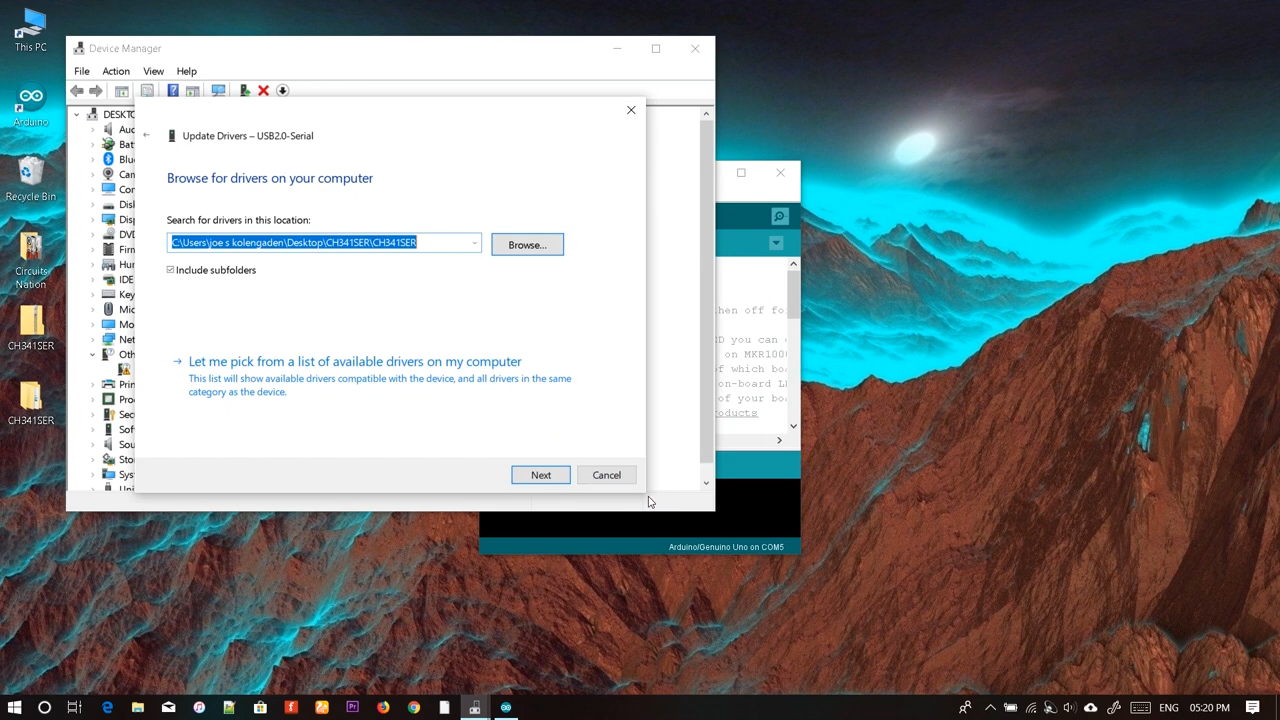 This PC
Arduino
Recycle Bin
Circuits
Nation
CH341SER
CH341SER
Device Manager
File Action View Help
DESKTO
Aud
Bat
Blu
Can
Cor
Disk
Disp
DVD
Firm
Hur
IDE
Key
Mic
Mo
Net
Oth
Prin
Proc
Sec
Sof
Sou
Stor
Syst
Update Drivers – USB2.0-Serial
Browse for drivers on your computer
Search for drivers in this location:
C:\Users\joe s kolengaden\Desktop\CH341SER\CH341SER
Browse...
Include subfolders
Let me pick from a list of available drivers on my computer
This list will show available drivers compatible with the device, and all drivers in the same
category as the device.
Next Cancel
hen off fo
D you can
on MKR100
of which boa
on-board L
of your boa
oducts
Arduino/Genuino Uno on COM5
ENG 05:20 PM